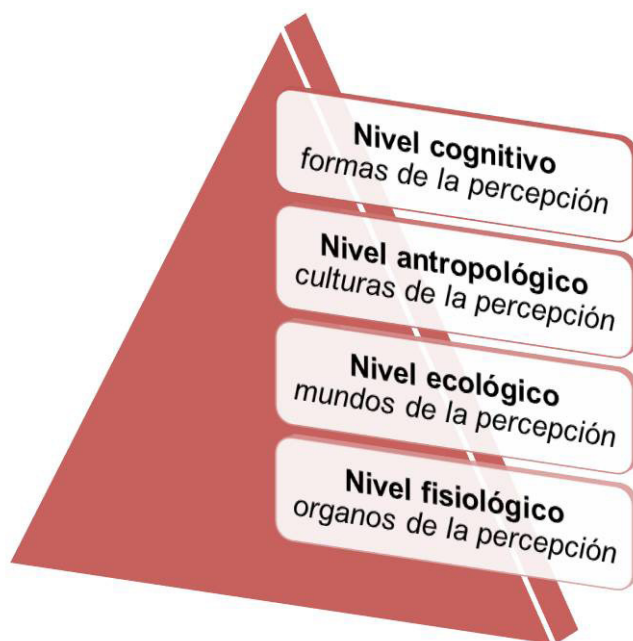 Nivel cognitivo
formas de la percepción
Nivel antropológico
culturas de la percepción
Nivel ecológico
mundos de la percepción
Nivel fisiológico
organos de la percepción